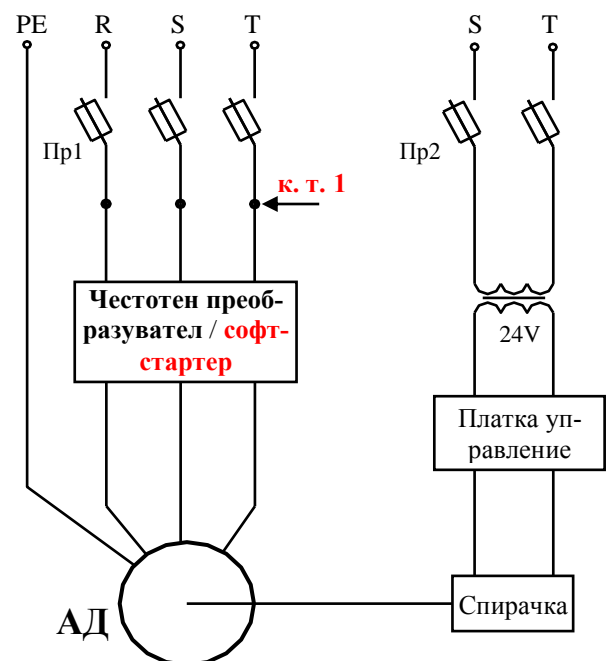 PE R S T S T
Пр1
Пр2
к. т. 1
Честотен преоб-
разувател / софт-
стартер
24V
Платка уп-
равление
АД
Спирачка